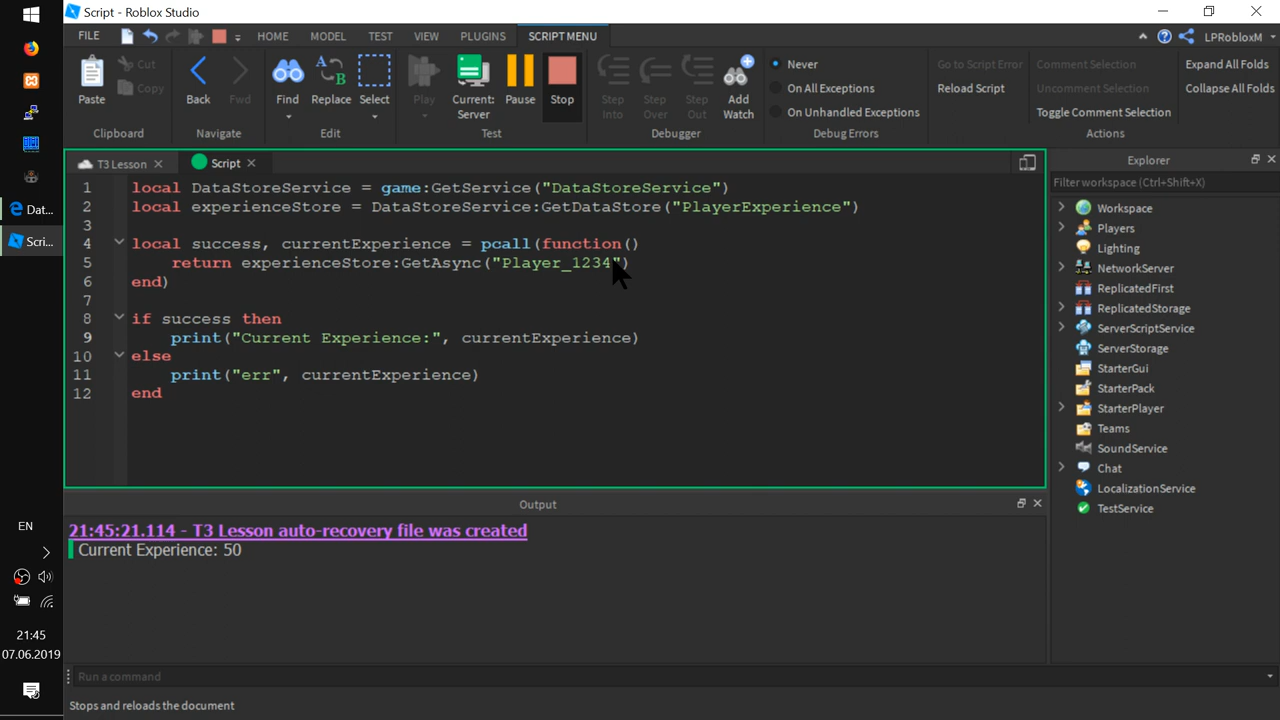 Script - Roblox Studio
FILE HOME MODEL TEST VIEW PLUGINS SCRIPT MENU LPRobloxM
Paste Cut Copy Clipboard
Back Fwd Navigate
Find Replace Select Edit
Play Current: Server Pause Stop Test
Step Into Step Over Step Out Add Watch Debugger
Never
On All Exceptions
On Unhandled Exceptions
Debug Errors
Go to Script Error
Reload Script
Comment Selection
Uncomment Selection
Toggle Comment Selection
Expand All Folds
Collapse All Folds
Actions
T3 Lesson Script
1 local DataStoreService = game:GetService("DataStoreService")
2 local experienceStore = DataStoreService:GetDataStore("PlayerExperience")
3
4 local success, currentExperience = pcall(function()
5 return experienceStore:GetAsync("Player_1234")
6 end)
7
8 if success then
9 print("Current Experience:", currentExperience)
10 else
11 print("err", currentExperience)
12 end
Explorer
Filter workspace (Ctrl+Shift+X)
Workspace
Players
Lighting
NetworkServer
ReplicatedFirst
ReplicatedStorage
ServerScriptService
ServerStorage
StarterGui
StarterPack
StarterPlayer
Teams
SoundService
Chat
LocalizationService
TestService
Output
21:45:21.114 - T3 Lesson auto-recovery file was created
Current Experience: 50
Run a command
Stops and reloads the document
Dat...
Scri...
EN
21:45
07.06.2019